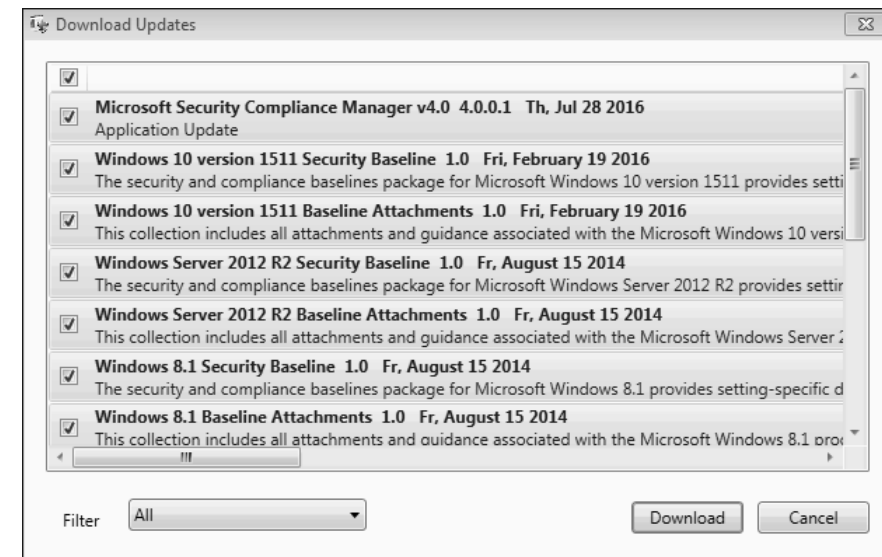 Download Updates
Microsoft Security Compliance Manager v4.0 4.0.0.1 Th, Jul 28 2016
Application Update
Windows 10 version 1511 Security Baseline 1.0 Fri, February 19 2016
The security and compliance baselines package for Microsoft Windows 10 version 1511 provides setti
Windows 10 version 1511 Baseline Attachments 1.0 Fri, February 19 2016
This collection includes all attachments and guidance associated with the Microsoft Windows 10 versi
Windows Server 2012 R2 Security Baseline 1.0 Fr, August 15 2014
The security and compliance baselines package for Microsoft Windows Server 2012 R2 provides settin
Windows Server 2012 R2 Baseline Attachments 1.0 Fr, August 15 2014
This collection includes all attachments and guidance associated with the Microsoft Windows Server 2
Windows 8.1 Security Baseline 1.0 Fr, August 15 2014
The security and compliance baselines package for Microsoft Windows 8.1 provides setting-specific d
Windows 8.1 Baseline Attachments 1.0 Fr, August 15 2014
This collection includes all attachments and guidance associated with the Microsoft Windows 8.1 prod
Filter All Download Cancel